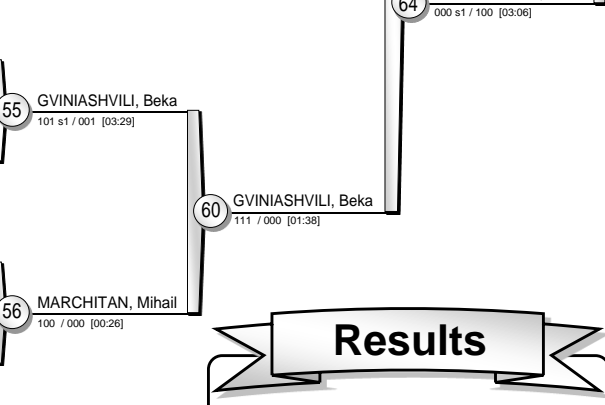 64
000 s1 / 100 [03:06]
55
GVINIASHVILI, Beka
101 s1 / 001 [03:29]
60
GVINIASHVILI, Beka
111 / 000 [01:38]
56
MARCHITAN, Mihail
100 / 000 [00:26]
Results